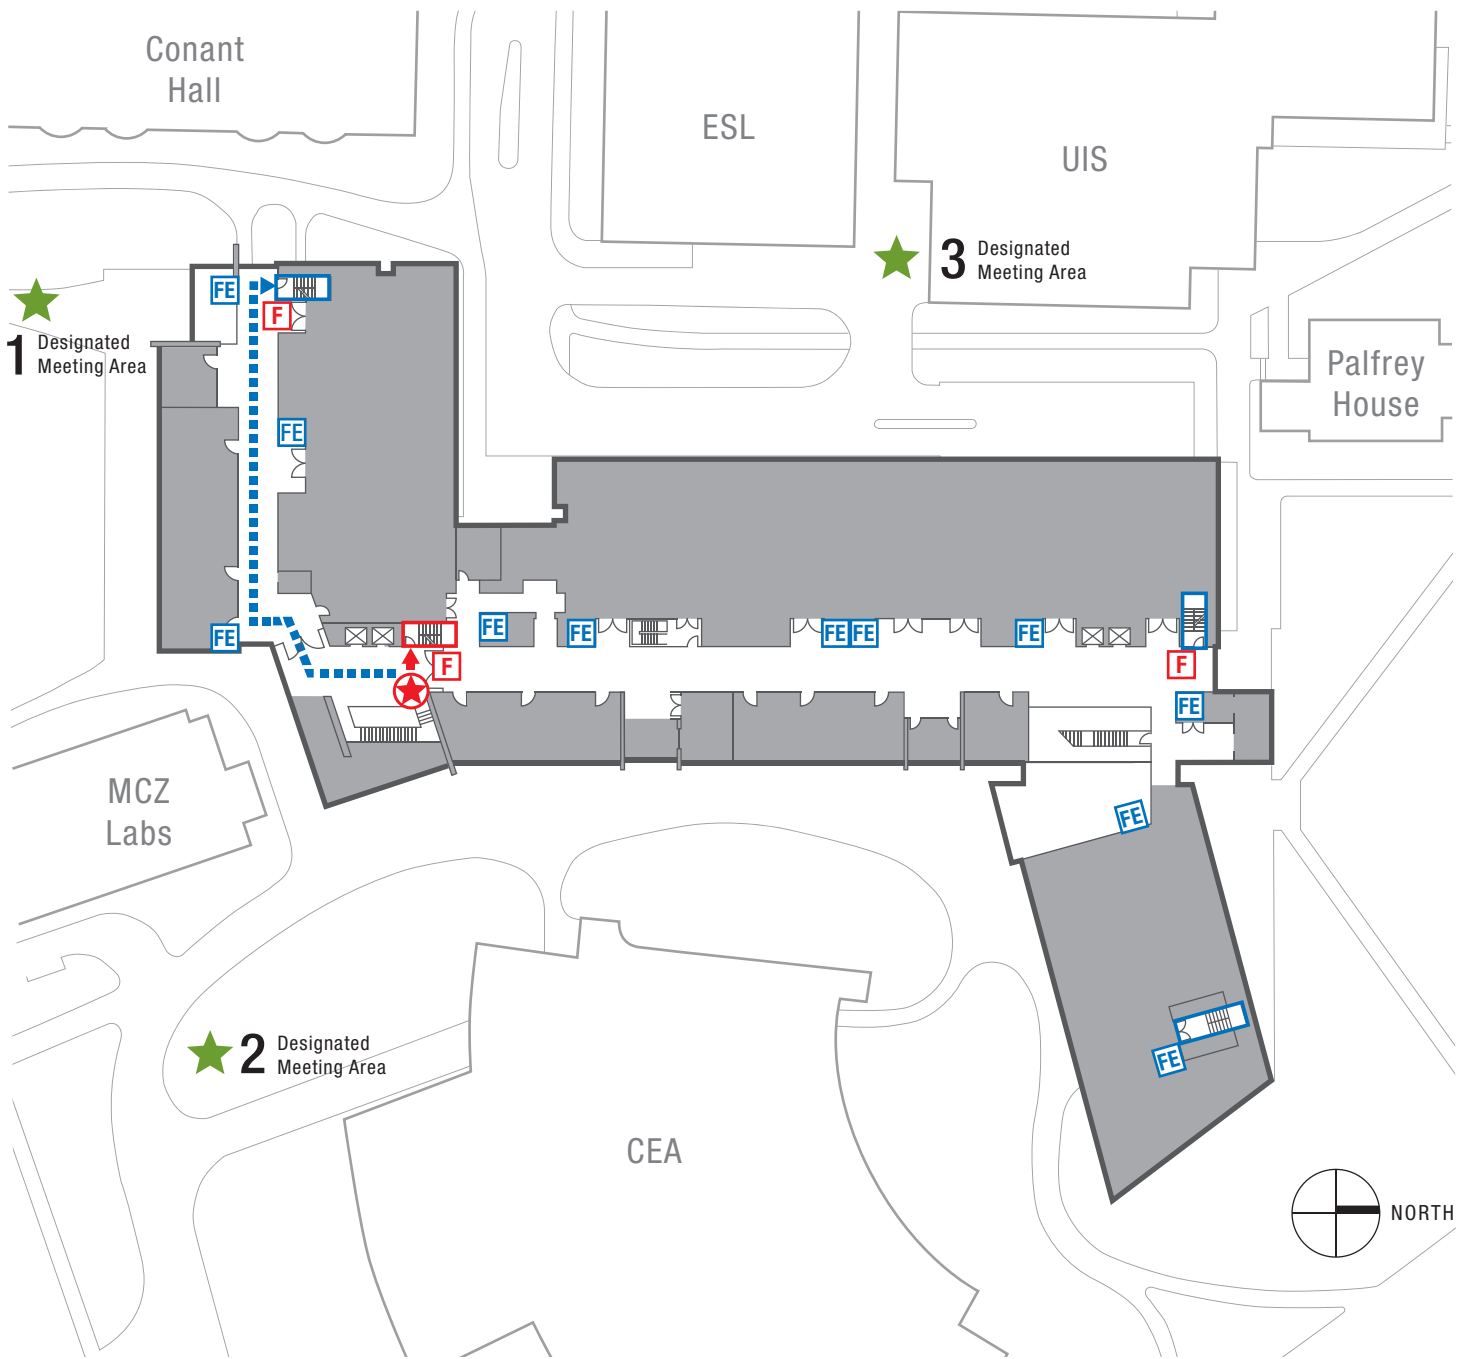 Conant
Hall
ESL
UIS
3 Designated
Meeting Area
FE
F
1 Designated
Meeting Area
Palfrey
House
FE
FE
FE
FE
FE
FE
FE
F
F
FE
MCZ
Labs
FE
2 Designated
Meeting Area
FE
CEA
NORTH